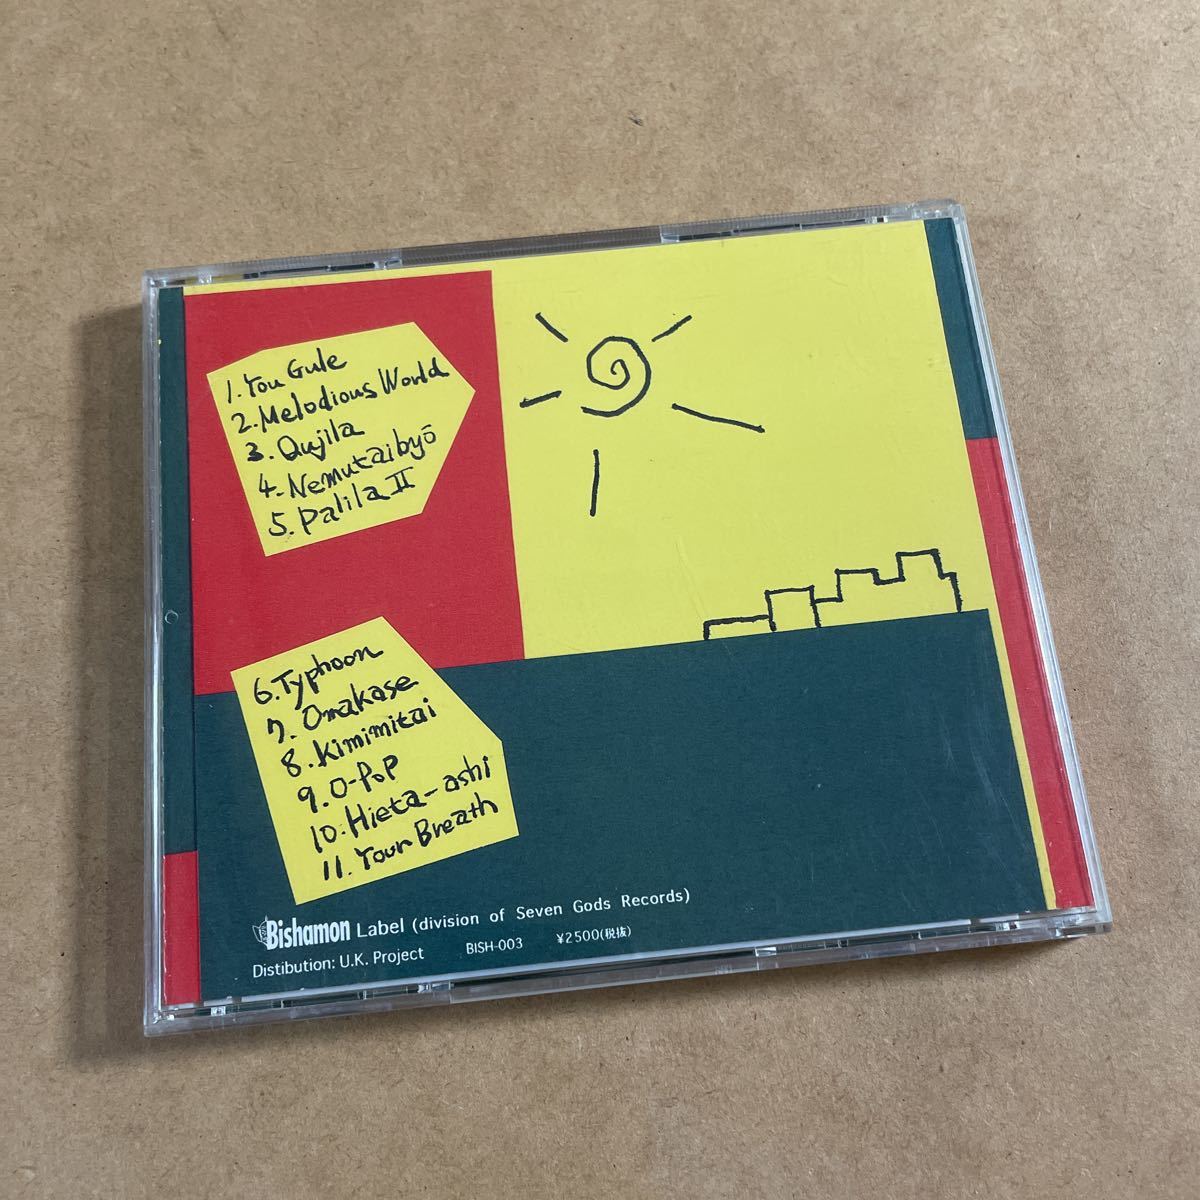 1. You Gule
2. Melodious World
3. Qujila
4. Nemutaibyō
5. Palila II
6. Typhoon
7. Omakase
8. Kimimitai
9. O-PoP
10. Hieta-ashi
11. Your Breath
Bishamon Label (division of Seven Gods Records)
Distibution: U.K. Project BISH-003 ¥2500(税抜)